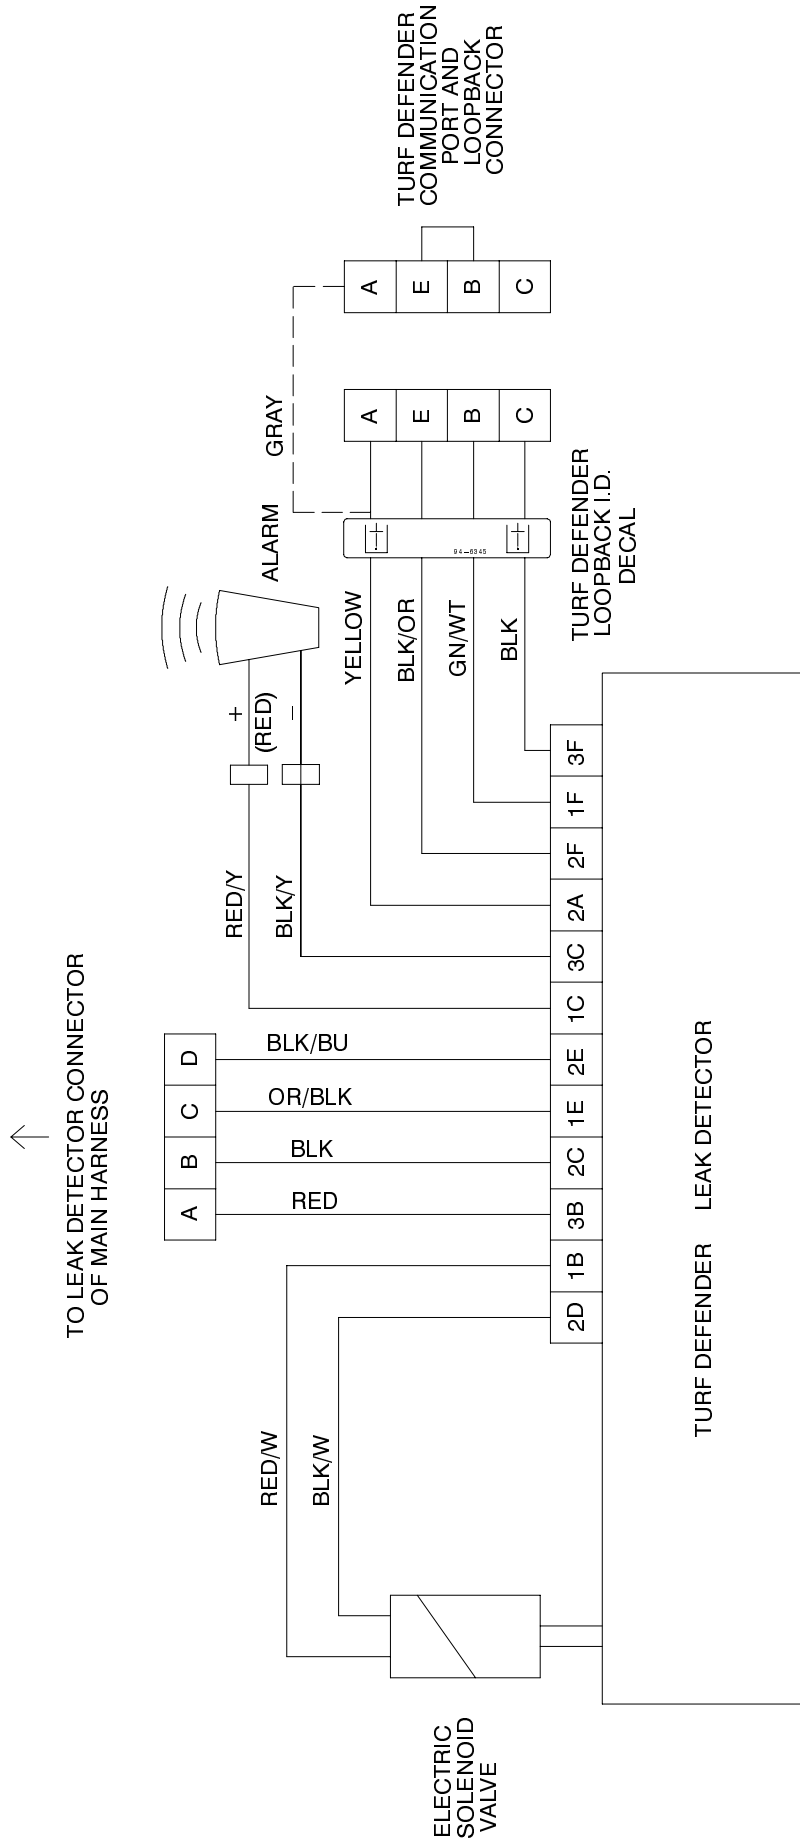 TO LEAK DETECTOR CONNECTOR
OF MAIN HARNESS
A
B
C
D
RED
BLK
OR/BLK
BLK/BU
RED/W
BLK/W
ELECTRIC
SOLENOID
VALVE
RED/Y
BLK/Y
+
(RED)
–
ALARM
GRAY
YELLOW
BLK/OR
GN/WT
BLK
94–6345
A
E
B
C
A
E
B
C
TURF DEFENDER
COMMUNICATION
PORT AND
LOOPBACK
CONNECTOR
TURF DEFENDER
LOOPBACK I.D.
DECAL
2D
1B
3B
2C
1E
2E
1C
3C
2A
2F
1F
3F
TURF DEFENDER LEAK DETECTOR